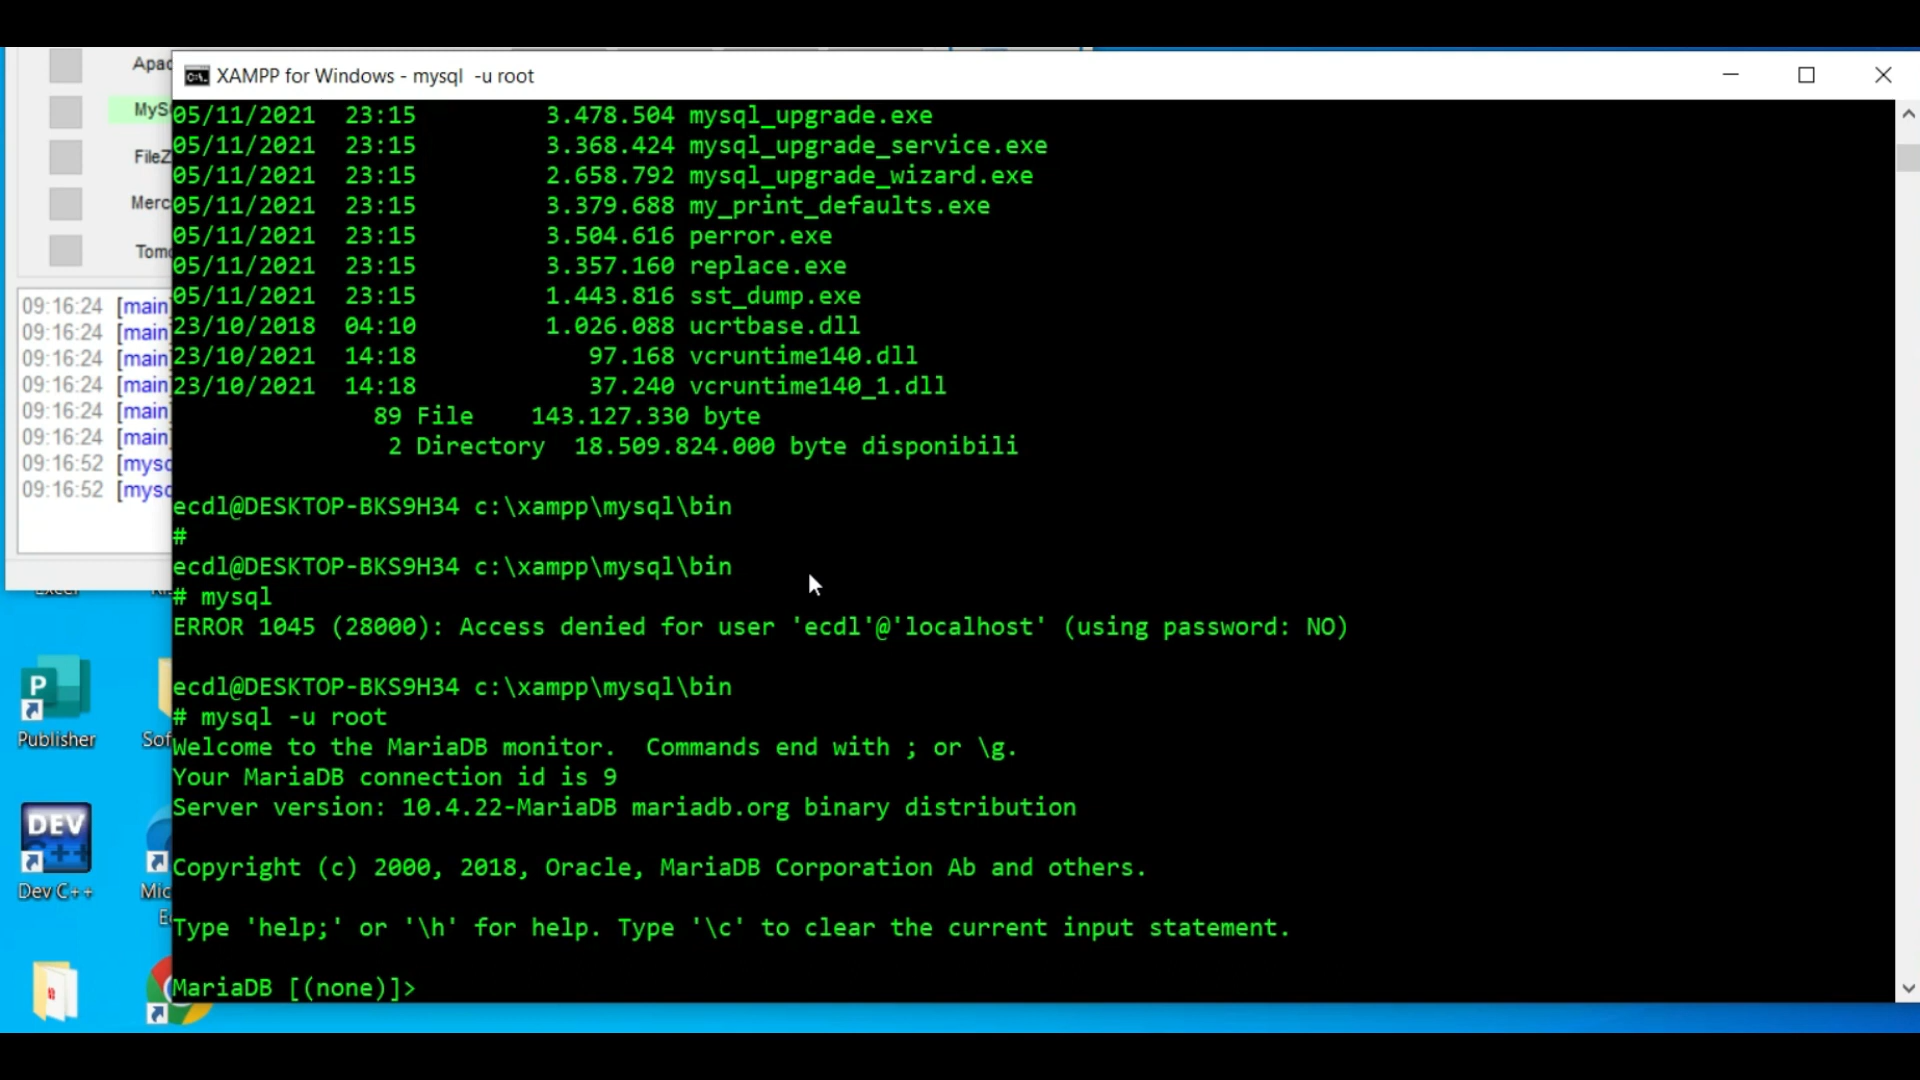 XAMPP for Windows - mysql  -u root
Apac
MyS
FileZ
Merc
Tom
09:16:24 [main]
09:16:24 [main]
09:16:24 [main]
09:16:24 [main]
09:16:24 [main]
09:16:24 [main]
09:16:52 [mysq
09:16:52 [mysq
05/11/2021  23:15         3.478.504 mysql_upgrade.exe
05/11/2021  23:15         3.368.424 mysql_upgrade_service.exe
05/11/2021  23:15         2.658.792 mysql_upgrade_wizard.exe
05/11/2021  23:15         3.379.688 my_print_defaults.exe
05/11/2021  23:15         3.504.616 perror.exe
05/11/2021  23:15         3.357.160 replace.exe
05/11/2021  23:15         1.443.816 sst_dump.exe
23/10/2018  04:10         1.026.088 ucrtbase.dll
23/10/2021  14:18            97.168 vcruntime140.dll
23/10/2021  14:18            37.240 vcruntime140_1.dll
89 File    143.127.330 byte
2 Directory  18.509.824.000 byte disponibili
ecdl@DESKTOP-BKS9H34 c:\xampp\mysql\bin
#
ecdl@DESKTOP-BKS9H34 c:\xampp\mysql\bin
# mysql
ERROR 1045 (28000): Access denied for user 'ecdl'@'localhost' (using password: NO)
ecdl@DESKTOP-BKS9H34 c:\xampp\mysql\bin
# mysql -u root
Welcome to the MariaDB monitor.  Commands end with ; or \g.
Your MariaDB connection id is 9
Server version: 10.4.22-MariaDB mariadb.org binary distribution
Copyright (c) 2000, 2018, Oracle, MariaDB Corporation Ab and others.
Type 'help;' or '\h' for help. Type '\c' to clear the current input statement.
MariaDB [(none)]>
Publisher
Sof
DEV
C++
Dev C++
Mic